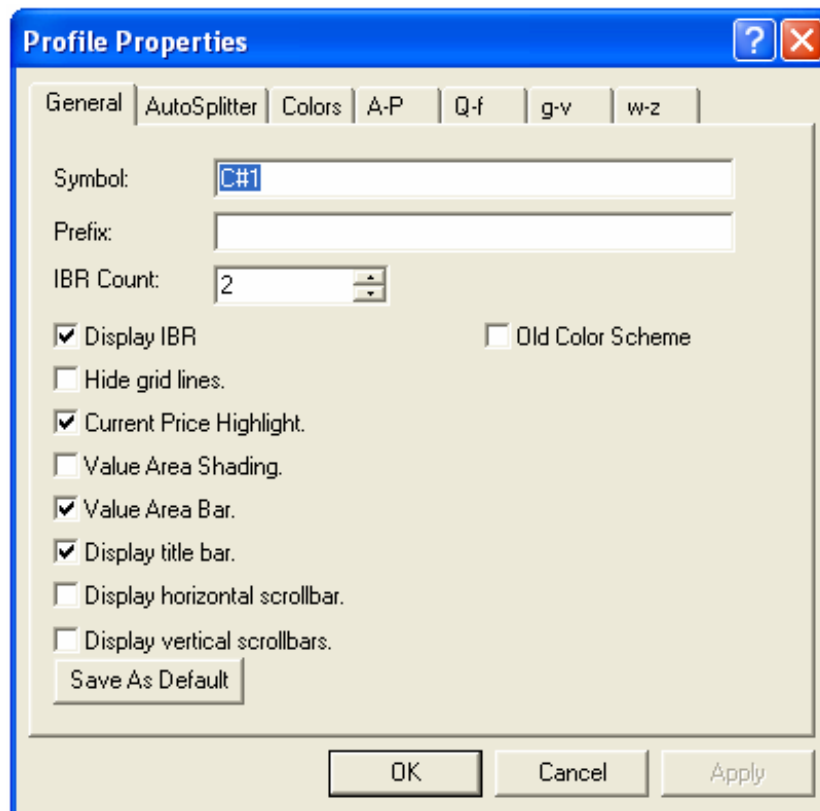 Profile Properties
?
General AutoSplitter Colors A-P Q-f g-v w-z
Symbol: C#1
Prefix:
IBR Count: 2
Display IBR Old Color Scheme
Hide grid lines.
Current Price Highlight.
Value Area Shading.
Value Area Bar.
Display title bar.
Display horizontal scrollbar.
Display vertical scrollbars.
Save As Default
OK Cancel Apply